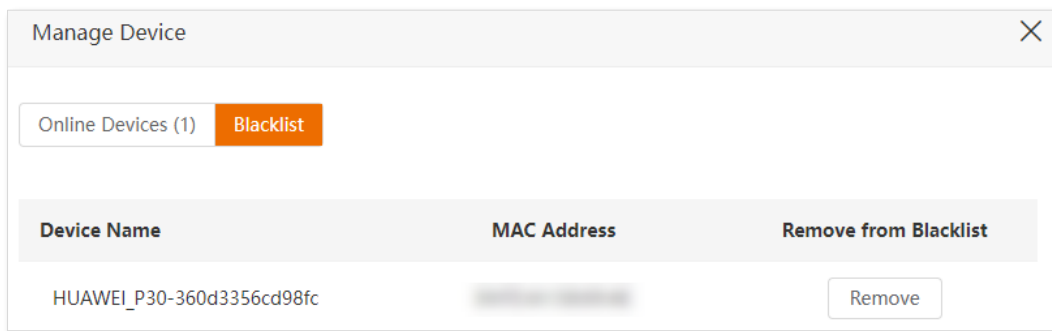 Manage Device
Online Devices (1) Blacklist
Device Name MAC Address Remove from Blacklist
HUAWEI_P30-360d3356cd98fc Remove